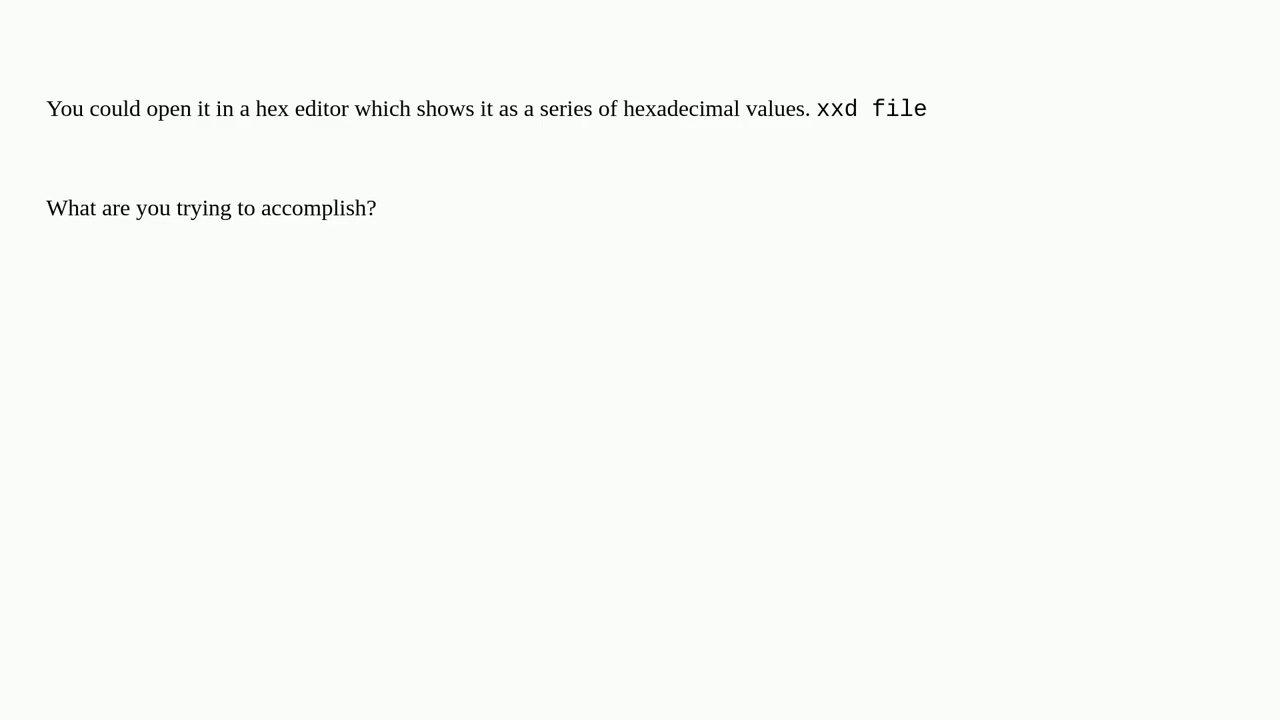 You could open it in a hex editor which shows it as a series of hexadecimal values. xxd file
What are you trying to accomplish?